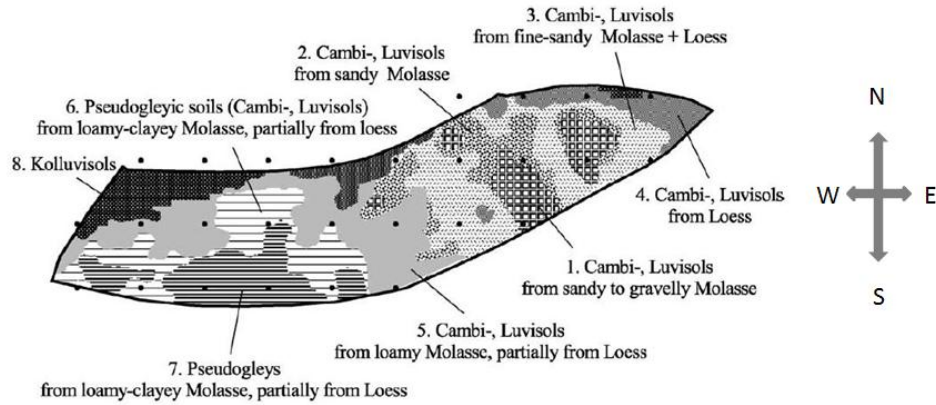 3. Cambi-, Luvisols
from fine-sandy Molasse + Loess
2. Cambi-, Luvisols
from sandy Molasse
6. Pseudogleyic soils (Cambi-, Luvisols)
from loamy-clayey Molasse, partially from loess
8. Kolluvisols
N
W
E
S
4. Cambi-, Luvisols
from Loess
1. Cambi-, Luvisols
from sandy to gravelly Molasse
5. Cambi-, Luvisols
from loamy Molasse, partially from Loess
7. Pseudogleys
from loamy-clayey Molasse, partially from Loess